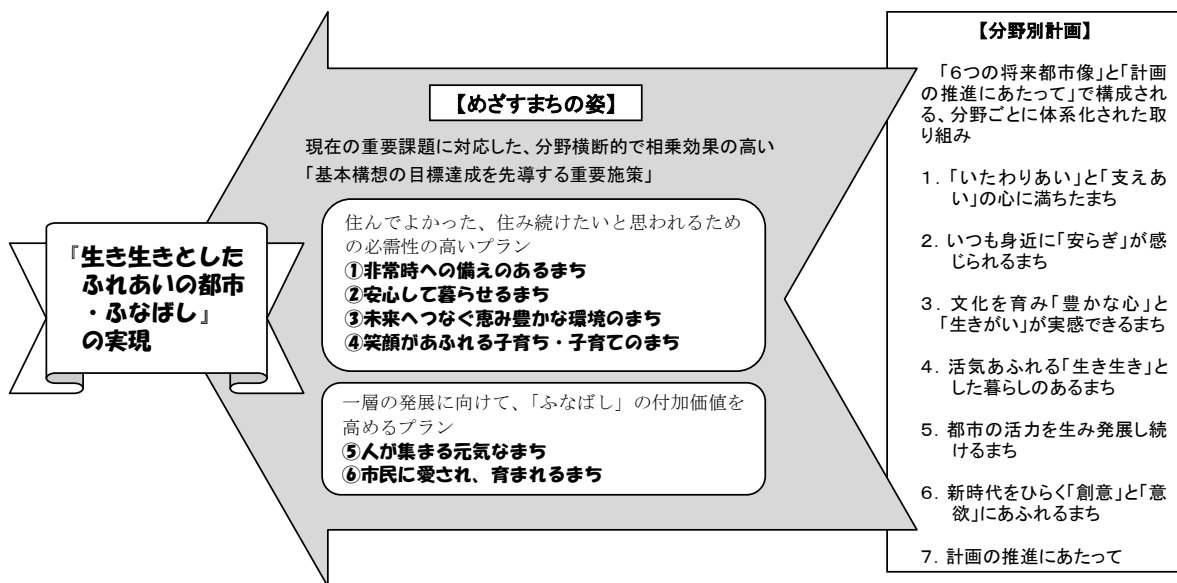 『生き生きとした
ふれあいの都市
・ふなばし』
の実現
【めざすまちの姿】
現在の重要課題に対応した、分野横断的で相乗効果の高い
「基本構想の目標達成を先導する重要施策」
住んでよかった、住み続けたいと思われるため
の必需性の高いプラン
①非常時への備えのあるまち
②安心して暮らせるまち
③未来へつなぐ恵み豊かな環境のまち
④笑顔があふれる子育ち・子育てのまち
一層の発展に向けて、「ふなばし」の付加価値を
高めるプラン
⑤人が集まる元気なまち
⑥市民に愛され、育まれるまち
【分野別計画】
「6つの将来都市像」と「計画
の推進にあたって」で構成され
る、分野ごとに体系化された取
り組み
1. 「いたわりあい」と「支えあ
い」の心に満ちたまち
2. いつも身近に「安らぎ」が感
じられるまち
3. 文化を育み「豊かな心」と
「生きがい」が実感できるまち
4. 活気あふれる「生き生き」と
した暮らしのあるまち
5. 都市の活力を生み発展し続
けるまち
6. 新時代をひらく「創意」と「意
欲」にあふれるまち
7. 計画の推進にあたって